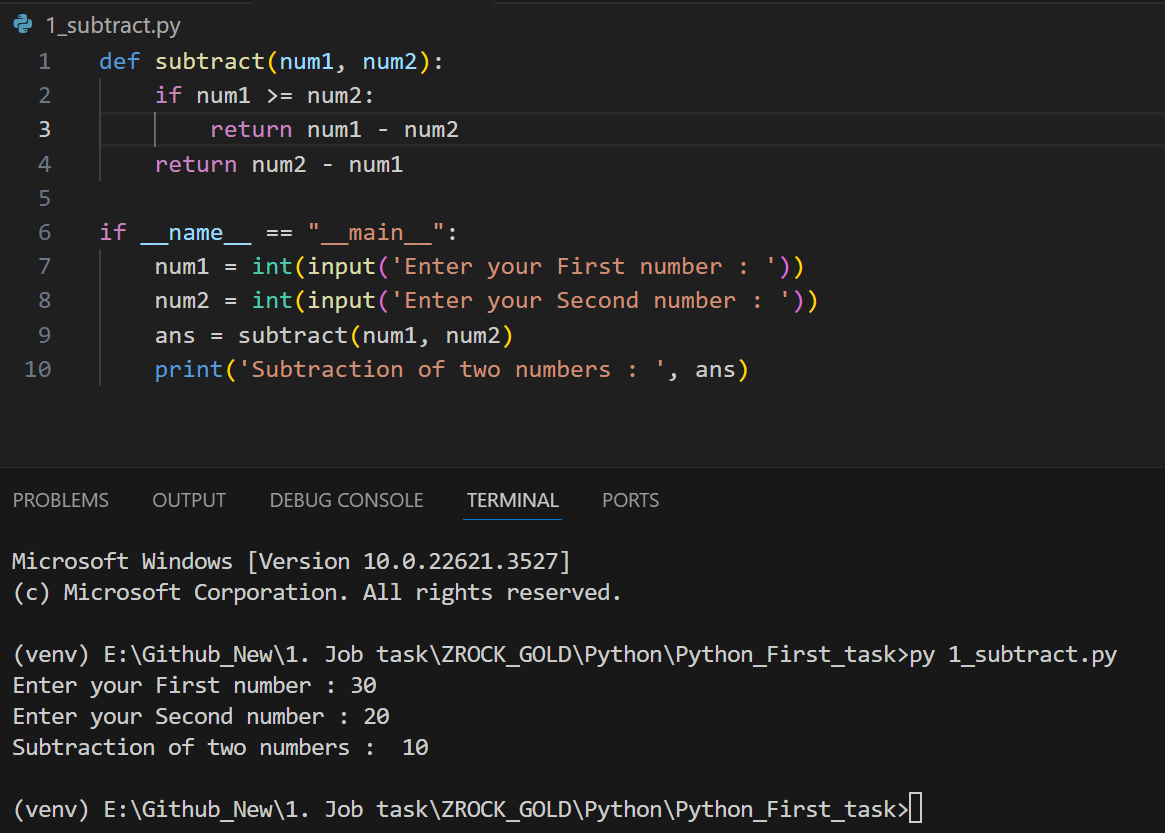 1_subtract.py
1 def subtract(num1, num2):
2     if num1 >= num2:
3         return num1 - num2
4     return num2 - num1
5
6 if __name__ == "__main__":
7     num1 = int(input('Enter your First number : '))
8     num2 = int(input('Enter your Second number : '))
9     ans = subtract(num1, num2)
10     print('Subtraction of two numbers : ', ans)
PROBLEMS OUTPUT DEBUG CONSOLE TERMINAL PORTS
Microsoft Windows [Version 10.0.22621.3527]
(c) Microsoft Corporation. All rights reserved.
(venv) E:\Github_New\1. Job task\ZROCK_GOLD\Python\Python_First_task>py 1_subtract.py
Enter your First number : 30
Enter your Second number : 20
Subtraction of two numbers :  10
(venv) E:\Github_New\1. Job task\ZROCK_GOLD\Python\Python_First_task>